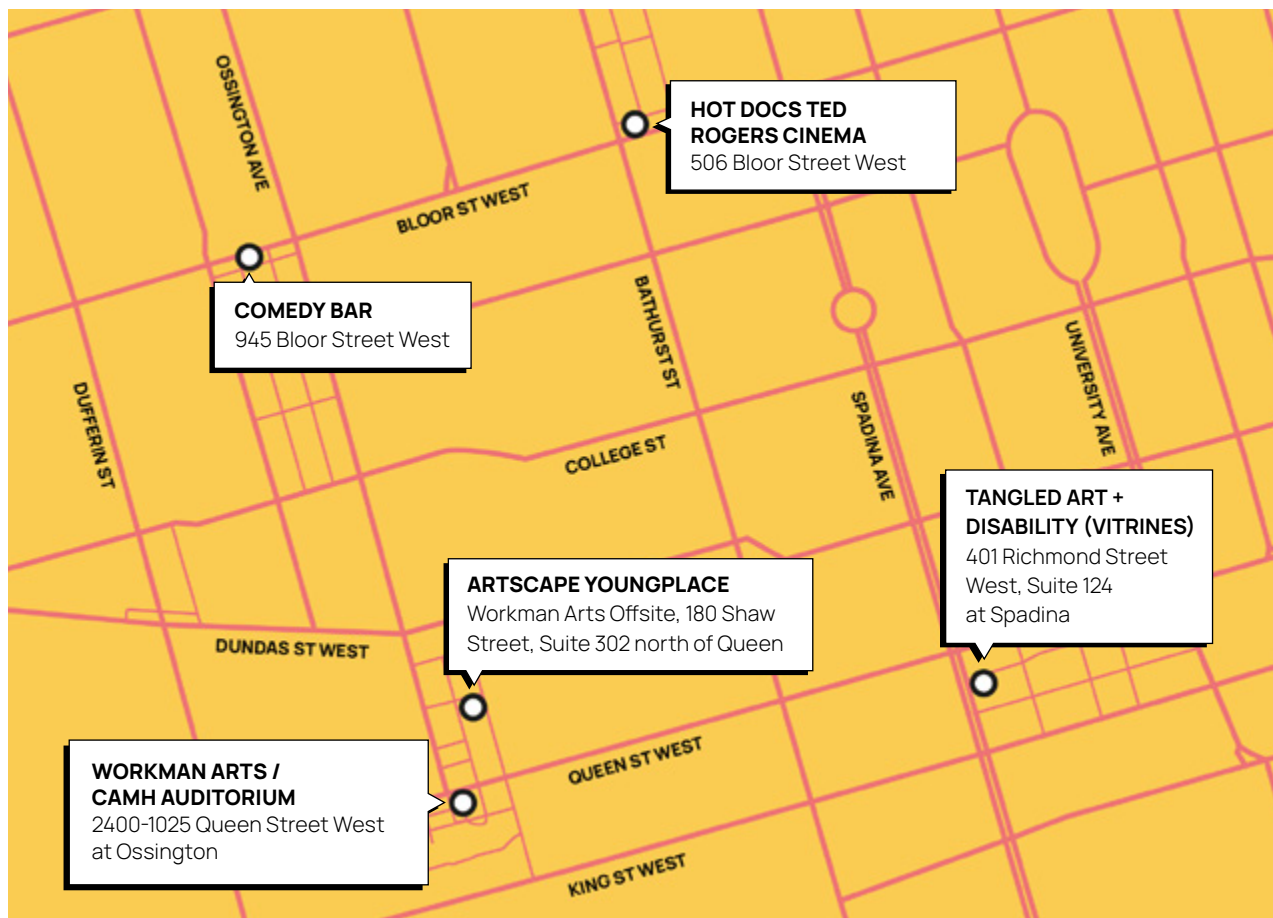 OSSINGTON AVE
HOT DOCS TED
ROGERS CINEMA
506 Bloor Street West
BLOOR ST WEST
COMEDY BAR
945 Bloor Street West
BATHURST ST
DUFFERIN ST
UNIVERSITY AVE
SPADINA AVE
COLLEGE ST
TANGLED ART +
DISABILITY (VITRINES)
401 Richmond Street
West, Suite 124
at Spadina
ARTSCAPE YOUNGPLACE
Workman Arts Offsite, 180 Shaw
Street, Suite 302 north of Queen
DUNDAS ST WEST
WORKMAN ARTS /
CAMH AUDITORIUM
2400-1025 Queen Street West
at Ossington
QUEEN ST WEST
KING ST WEST